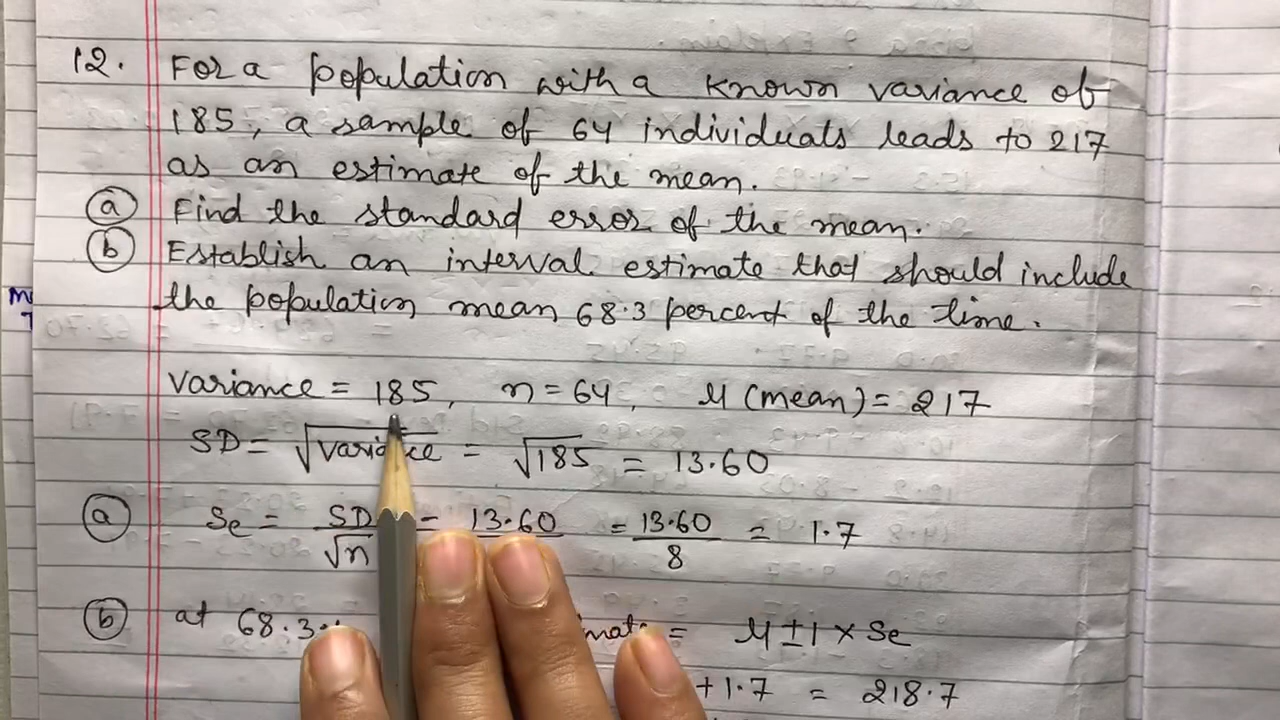 12. For a population with a known variance of
185, a sample of 64 individuals leads to 217
as an estimate of the mean.
(a) Find the standard error of the mean.
(b) Establish an interval estimate that should include
the population mean 68.3 percent of the time.
variance = 185, n = 64, μ (mean) = 217
SD = √variance = √185 = 13.60
(a) Se = SD/√n = 13.60 = 13.60/8 = 1.7
(b) at 68.3 = μ ± 1 × Se
+ 1.7 = 218.7